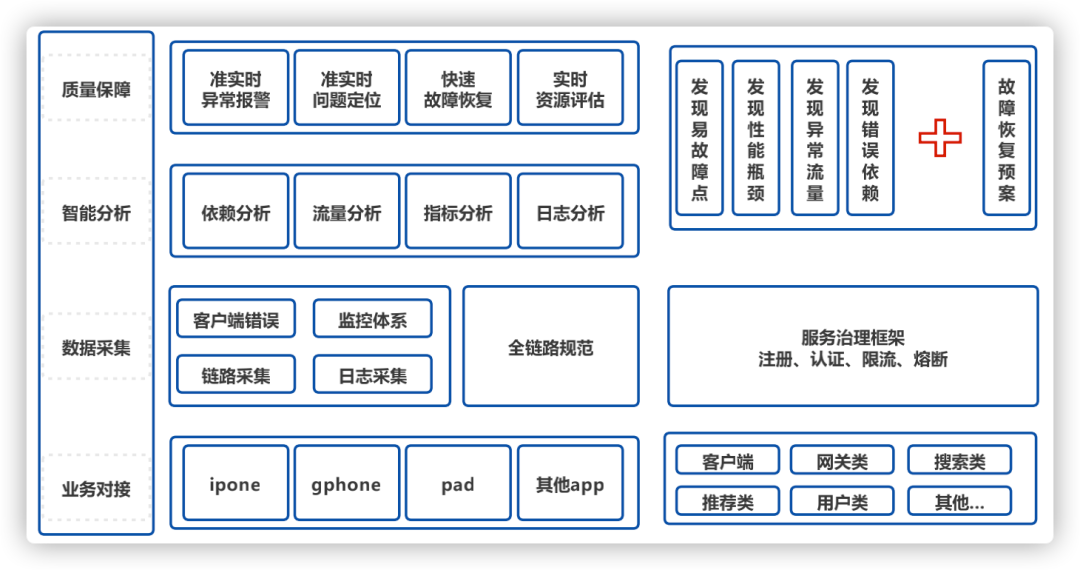 质量保障
准实时
异常报警
准实时
问题定位
快速
故障恢复
实时
资源评估
发现易故障点
发现性能瓶颈
发现异常流量
发现错误依赖
故障恢复预案
智能分析
依赖分析
流量分析
指标分析
日志分析
数据采集
客户端错误
监控体系
链路采集
日志采集
全链路规范
服务治理框架
注册、认证、限流、熔断
业务对接
ipone
gphone
pad
其他app
客户端
网关类
搜索类
推荐类
用户类
其他...